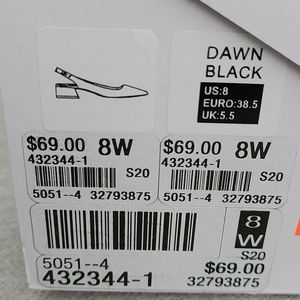 DAWN
BLACK
US:8
EURO:38.5
UK:5.5
$69.00 8W
432344-1
S20
5051--4 32793875
$69.00 8W
432344-1
S20
5051--4 32793875
8
W
S20
5051--4 $69.00
432344-1 32793875